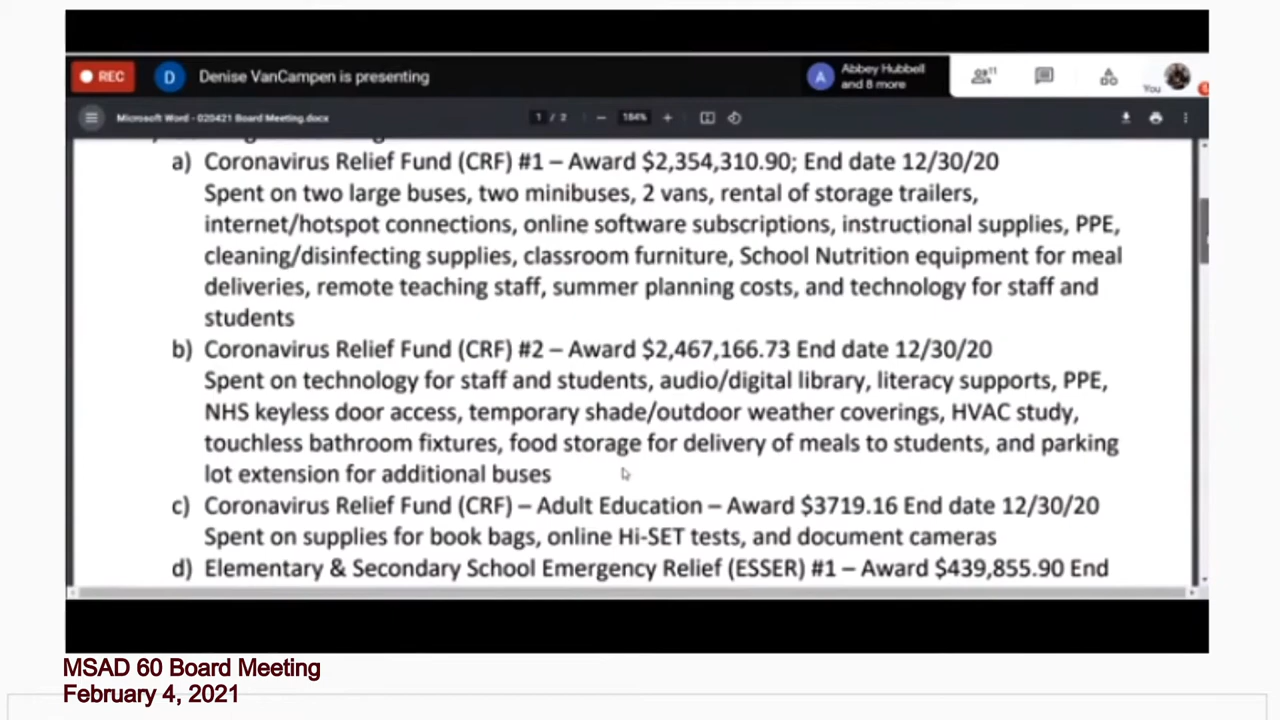 REC
D
Denise VanCampen is presenting
A
Abbey Hubbell
and 8 more
11
You
Microsoft Word - 020421 Board Meeting.docx
1 / 2
184%
a) Coronavirus Relief Fund (CRF) #1 – Award $2,354,310.90; End date 12/30/20
Spent on two large buses, two minibuses, 2 vans, rental of storage trailers,
internet/hotspot connections, online software subscriptions, instructional supplies, PPE,
cleaning/disinfecting supplies, classroom furniture, School Nutrition equipment for meal
deliveries, remote teaching staff, summer planning costs, and technology for staff and
students
b) Coronavirus Relief Fund (CRF) #2 – Award $2,467,166.73 End date 12/30/20
Spent on technology for staff and students, audio/digital library, literacy supports, PPE,
NHS keyless door access, temporary shade/outdoor weather coverings, HVAC study,
touchless bathroom fixtures, food storage for delivery of meals to students, and parking
lot extension for additional buses
c) Coronavirus Relief Fund (CRF) – Adult Education – Award $3719.16 End date 12/30/20
Spent on supplies for book bags, online Hi-SET tests, and document cameras
d) Elementary & Secondary School Emergency Relief (ESSER) #1 – Award $439,855.90 End
MSAD 60 Board Meeting
February 4, 2021